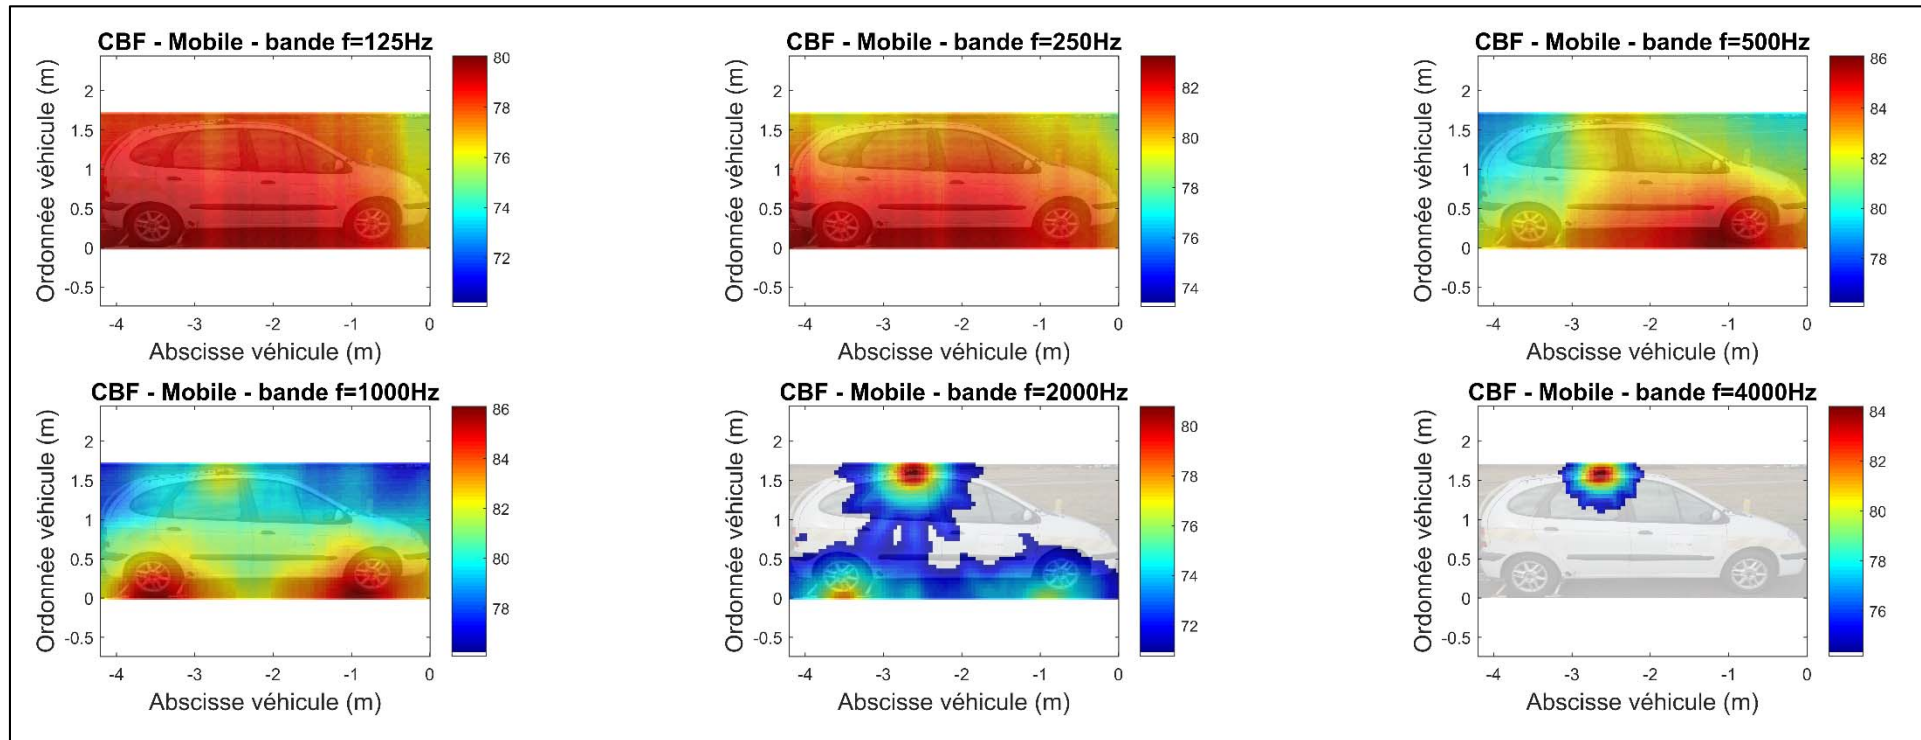 CBF - Mobile - bande f=125Hz
Ordonnée véhicule (m)
2
1.5
1
0.5
0
-0.5
-4 -3 -2 -1 0
Abscisse véhicule (m)
80
78
76
74
72
CBF - Mobile - bande f=250Hz
Ordonnée véhicule (m)
2
1.5
1
0.5
0
-0.5
-4 -3 -2 -1 0
Abscisse véhicule (m)
82
80
78
76
74
CBF - Mobile - bande f=500Hz
Ordonnée véhicule (m)
2
1.5
1
0.5
0
-0.5
-4 -3 -2 -1 0
Abscisse véhicule (m)
86
84
82
80
78
CBF - Mobile - bande f=1000Hz
Ordonnée véhicule (m)
2
1.5
1
0.5
0
-0.5
-4 -3 -2 -1 0
Abscisse véhicule (m)
86
84
82
80
78
CBF - Mobile - bande f=2000Hz
Ordonnée véhicule (m)
2
1.5
1
0.5
0
-0.5
-4 -3 -2 -1 0
Abscisse véhicule (m)
80
78
76
74
72
CBF - Mobile - bande f=4000Hz
Ordonnée véhicule (m)
2
1.5
1
0.5
0
-0.5
-4 -3 -2 -1 0
Abscisse véhicule (m)
84
82
80
78
76